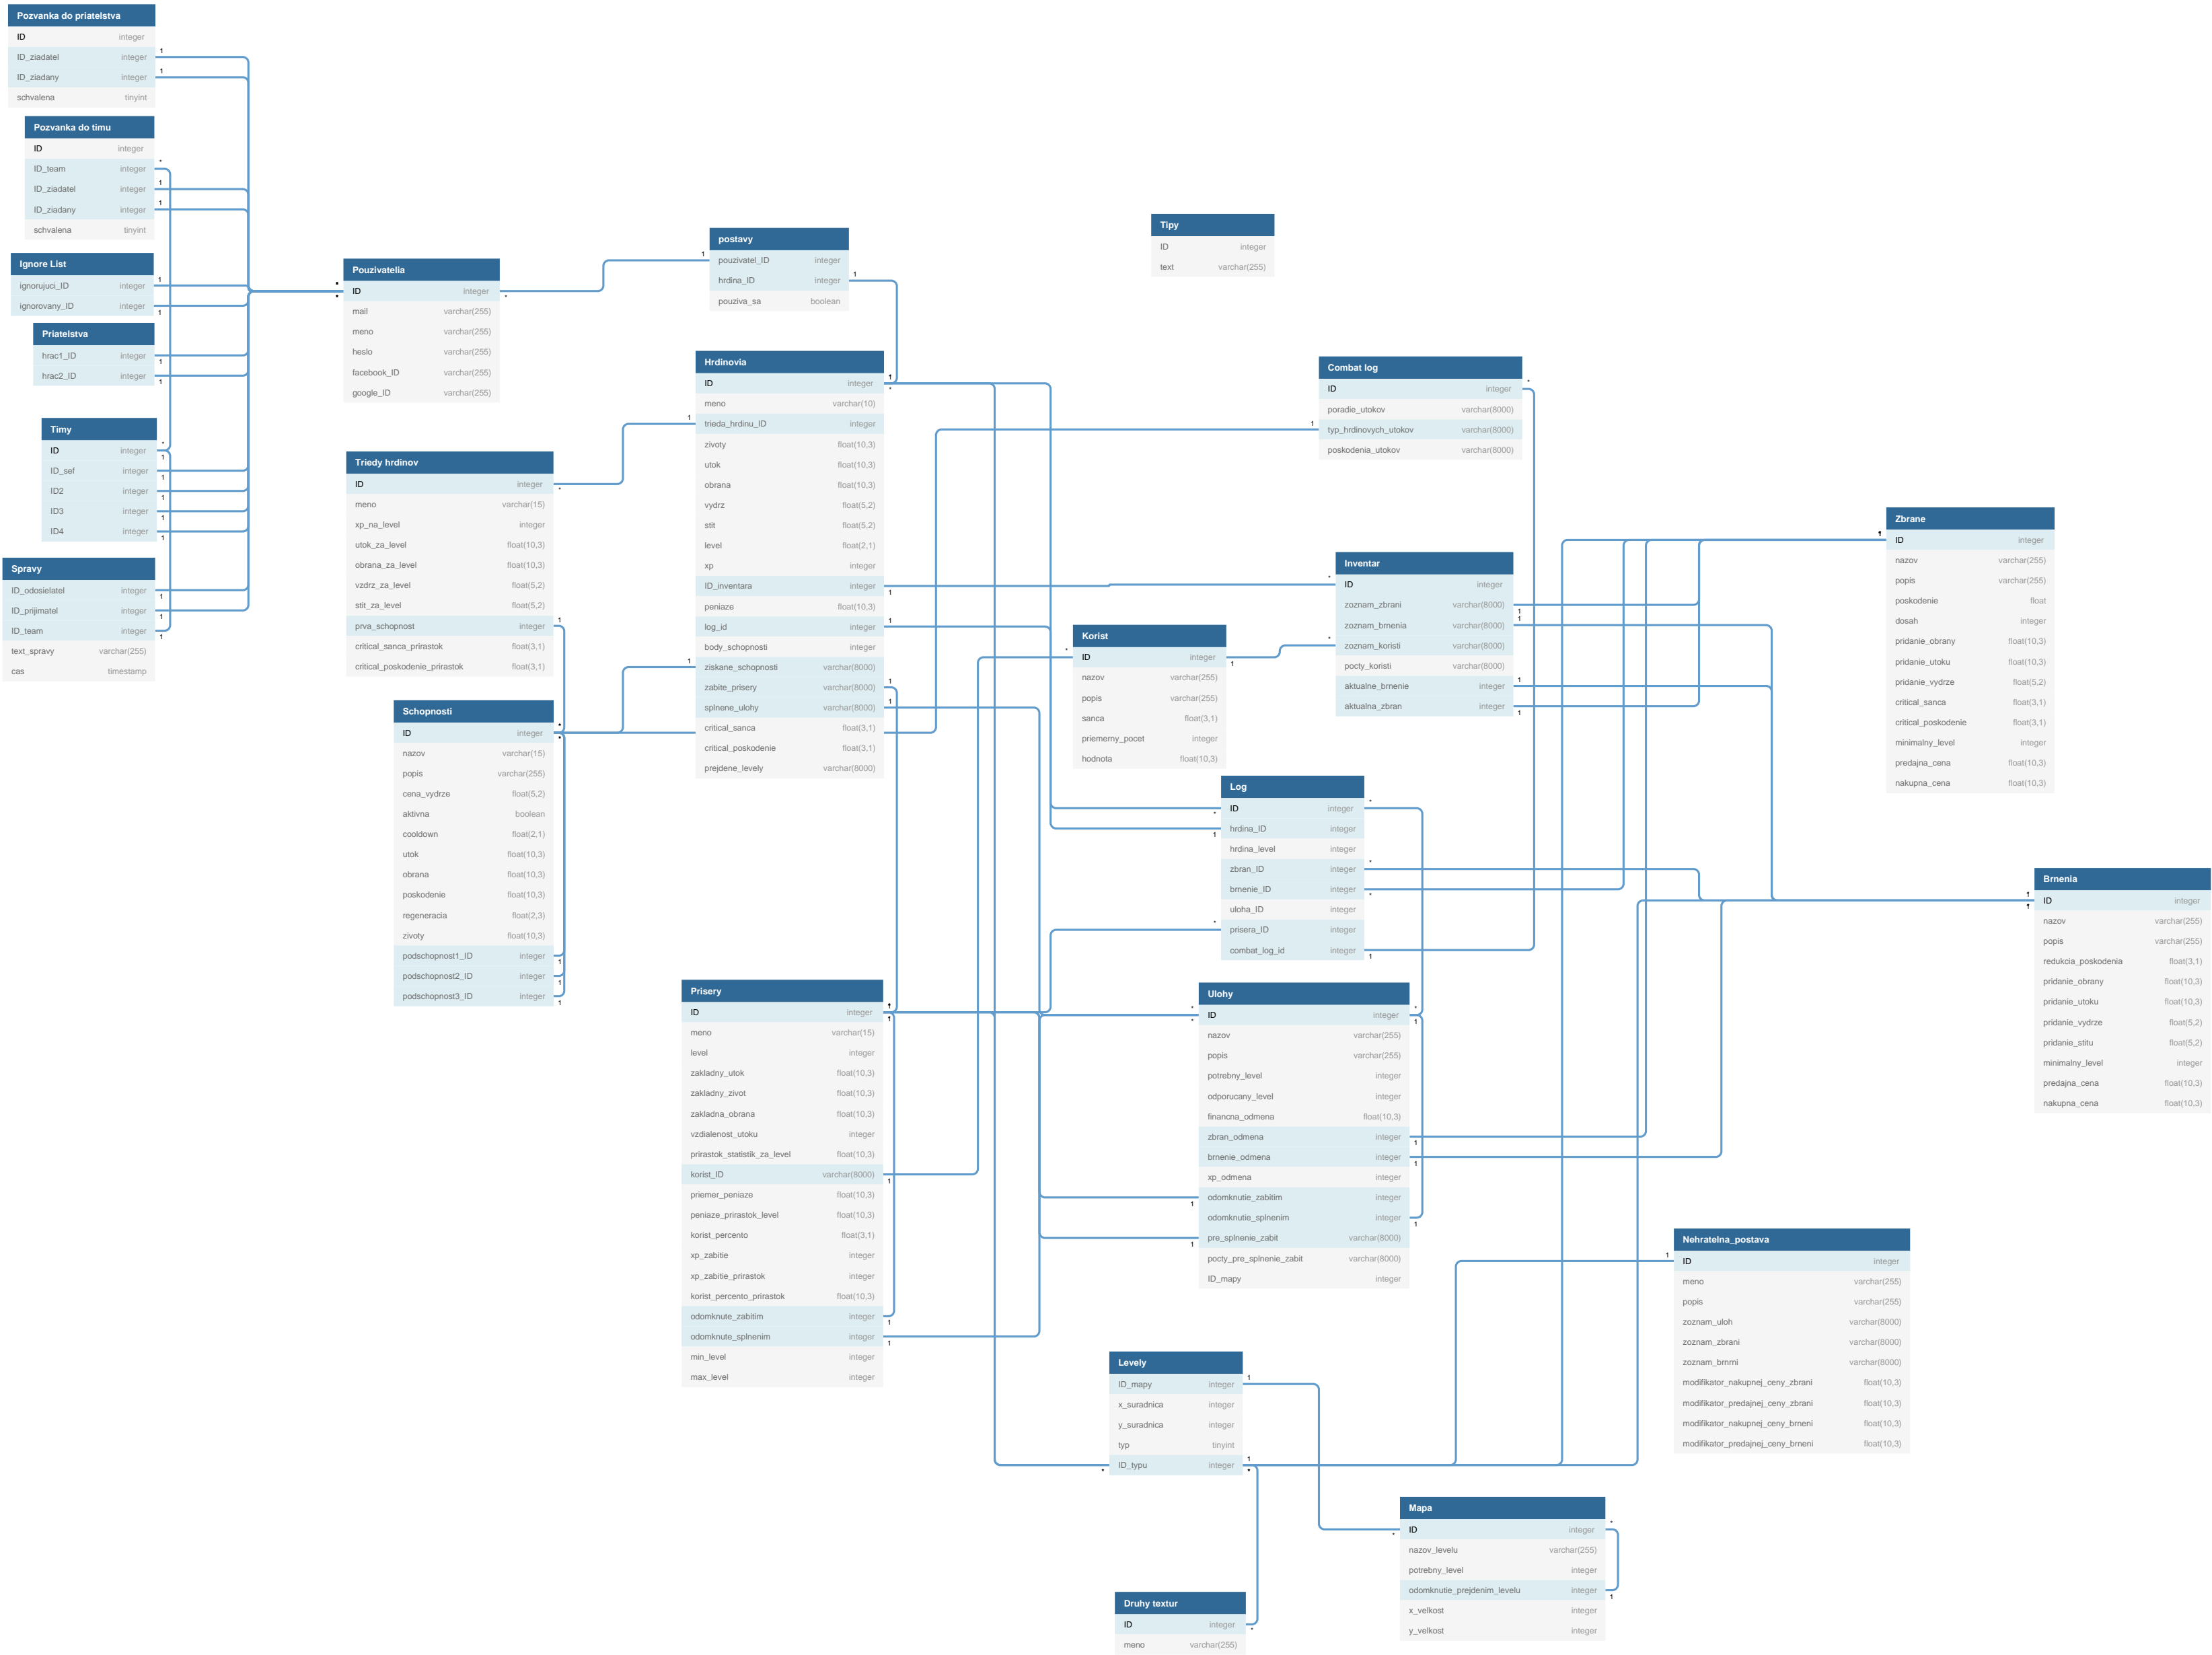 Pozvanka do priatelstva
ID integer
ID_ziadatel integer
ID_ziadany integer
schvalena tinyint
Pozvanka do timu
ID integer
ID_team integer
ID_ziadatel integer
ID_ziadany integer
schvalena tinyint
Ignore List
ignorujuci_ID integer
ignorovany_ID integer
Priatelstva
hrac1_ID integer
hrac2_ID integer
Timy
ID integer
ID_sef integer
ID2 integer
ID3 integer
ID4 integer
Spravy
ID_odosielatel integer
ID_prijimatel integer
ID_team integer
text_spravy varchar(255)
cas timestamp
Pouzivatelia
ID integer
mail varchar(255)
meno varchar(255)
heslo varchar(255)
facebook_ID varchar(255)
google_ID varchar(255)
Triedy hrdinov
ID integer
meno varchar(15)
xp_na_level integer
utok_za_level float(10,3)
obrana_za_level float(10,3)
vzdrz_za_level float(5,2)
stit_za_level float(5,2)
prva_schopnost integer
critical_sanca_prirastok float(3,1)
critical_poskodenie_prirastok float(3,1)
Schopnosti
ID integer
nazov varchar(15)
popis varchar(255)
cena_vydrze float(5,2)
aktivna boolean
cooldown float(2,1)
utok float(10,3)
obrana float(10,3)
poskodenie float(10,3)
regeneracia float(2,3)
zivoty float(10,3)
podschopnost1_ID integer
podschopnost2_ID integer
podschopnost3_ID integer
postavy
pouzivatel_ID integer
hrdina_ID integer
pouziva_sa boolean
Hrdinovia
ID integer
meno varchar(10)
trieda_hrdinu_ID integer
zivoty float(10,3)
utok float(10,3)
obrana float(10,3)
vydrz float(5,2)
stit float(5,2)
level float(2,1)
xp integer
ID_inventara integer
peniaze float(10,3)
log_id integer
body_schopnosti integer
ziskane_schopnosti varchar(8000)
zabite_prisery varchar(8000)
splnene_ulohy varchar(8000)
critical_sanca float(3,1)
critical_poskodenie float(3,1)
prejdene_levely varchar(8000)
Prisery
ID integer
meno varchar(15)
level integer
zakladny_utok float(10,3)
zakladny_zivot float(10,3)
zakladna_obrana float(10,3)
vzdialenost_utoku integer
prirastok_statistik_za_level float(10,3)
korist_ID varchar(8000)
priemer_peniaze float(10,3)
peniaze_prirastok_level float(10,3)
korist_percento float(3,1)
xp_zabitie integer
xp_zabitie_prirastok integer
korist_percento_prirastok float(10,3)
odomknute_zabitim integer
odomknute_splnenim integer
min_level integer
max_level integer
Tipy
ID integer
text varchar(255)
Combat log
ID integer
poradie_utokov varchar(8000)
typ_hrdinovych_utokov varchar(8000)
poskodenia_utokov varchar(8000)
Inventar
ID integer
zoznam_zbrani varchar(8000)
zoznam_brnenia varchar(8000)
zoznam_koristi varchar(8000)
pocty_koristi varchar(8000)
aktualne_brnenie integer
aktualna_zbran integer
Korist
ID integer
nazov varchar(255)
popis varchar(255)
sanca float(3,1)
priemerny_pocet integer
hodnota float(10,3)
Log
ID integer
hrdina_ID integer
hrdina_level integer
zbran_ID integer
brnenie_ID integer
uloha_ID integer
prisera_ID integer
combat_log_id integer
Ulohy
ID integer
nazov varchar(255)
popis varchar(255)
potrebny_level integer
odporucany_level integer
financna_odmena float(10,3)
zbran_odmena integer
brnenie_odmena integer
xp_odmena integer
odomknutie_zabitim integer
odomknutie_splnenim integer
pre_splnenie_zabit varchar(8000)
pocty_pre_splnenie_zabit varchar(8000)
ID_mapy integer
Levely
ID_mapy integer
x_suradnica integer
y_suradnica integer
typ tinyint
ID_typu integer
Druhy textur
ID integer
meno varchar(255)
Mapa
ID integer
nazov_levelu varchar(255)
potrebny_level integer
odomknutie_prejdenim_levelu integer
x_velkost integer
y_velkost integer
Nehratelna_postava
ID integer
meno varchar(255)
popis varchar(255)
zoznam_uloh varchar(8000)
zoznam_zbrani varchar(8000)
zoznam_brnrni varchar(8000)
modifikator_nakupnej_ceny_zbrani float(10,3)
modifikator_predajnej_ceny_zbrani float(10,3)
modifikator_nakupnej_ceny_brneni float(10,3)
modifikator_predajnej_ceny_brneni float(10,3)
Zbrane
ID integer
nazov varchar(255)
popis varchar(255)
poskodenie float
dosah integer
pridanie_obrany float(10,3)
pridanie_utoku float(10,3)
pridanie_vydrze float(5,2)
critical_sanca float(3,1)
critical_poskodenie float(3,1)
minimalny_level integer
predajna_cena float(10,3)
nakupna_cena float(10,3)
Brnenia
ID integer
nazov varchar(255)
popis varchar(255)
redukcia_poskodenia float(3,1)
pridanie_obrany float(10,3)
pridanie_utoku float(10,3)
pridanie_vydrze float(5,2)
pridanie_stitu float(5,2)
minimalny_level integer
predajna_cena float(10,3)
nakupna_cena float(10,3)